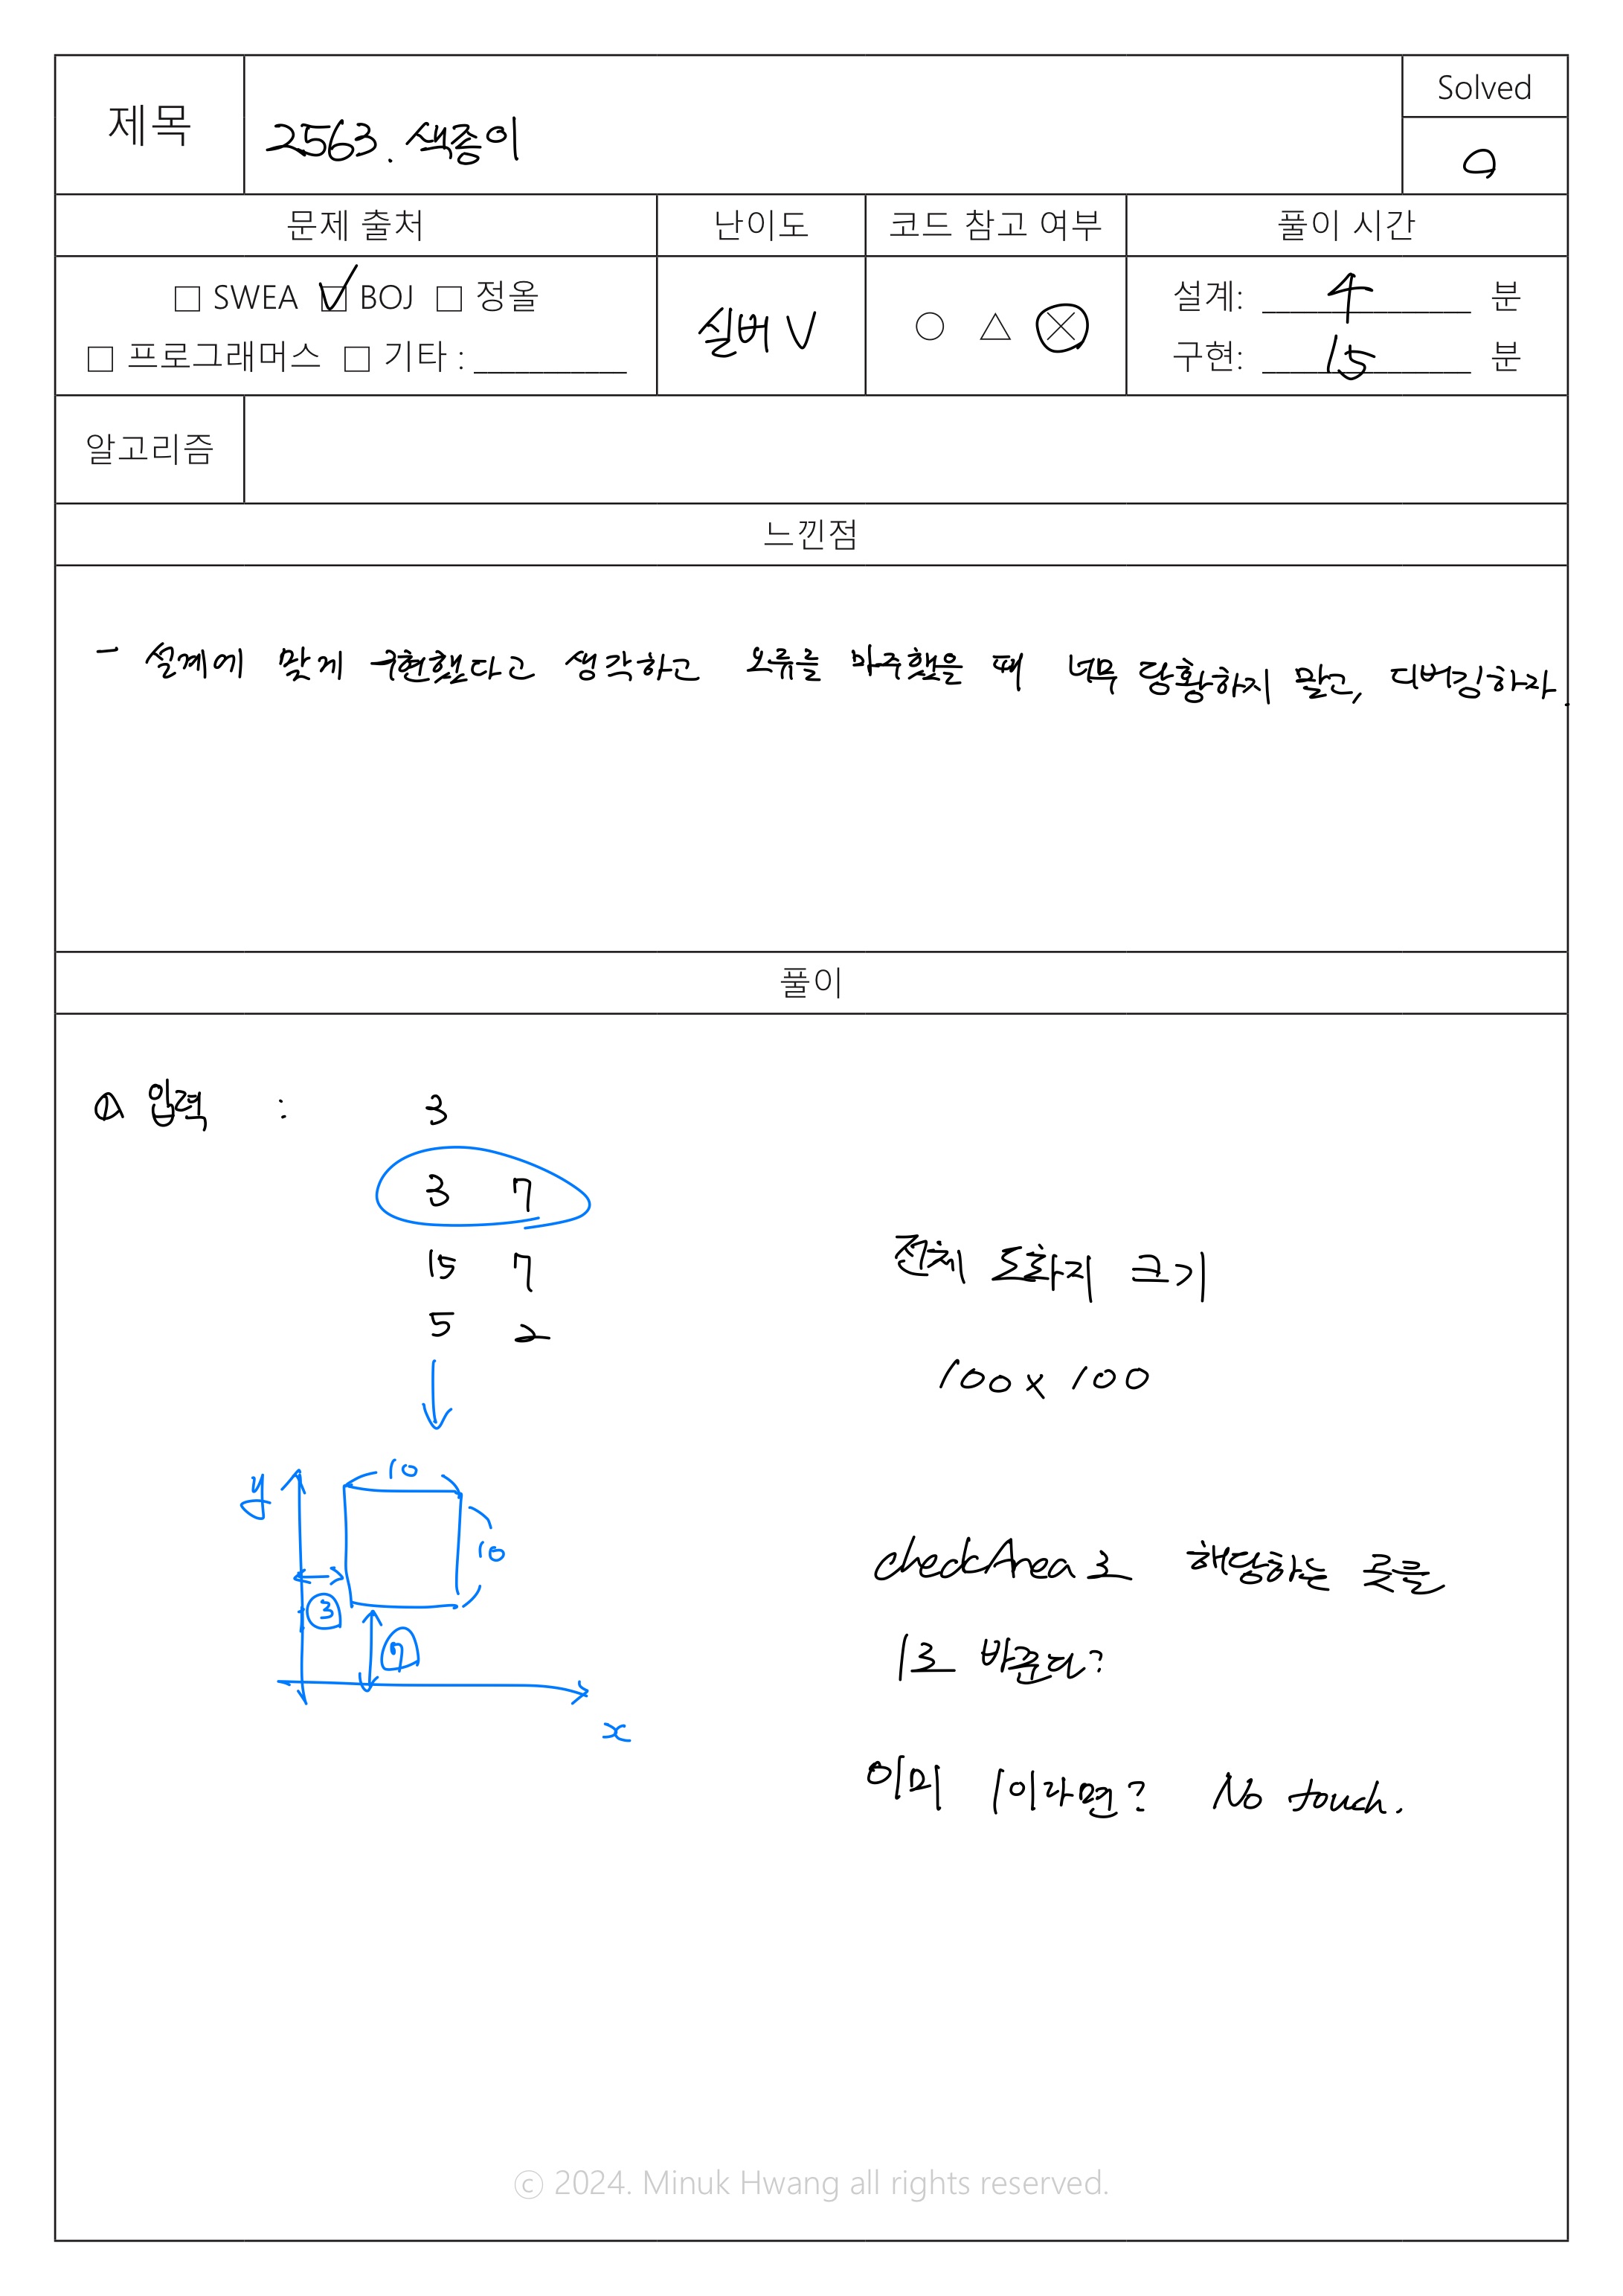 제목
2563. 색종이
Solved
O
문제 출처
난이도
코드 참고 여부
풀이 시간
□ SWEA ☑ BOJ □ 정올
□ 프로그래머스 □ 기타 : ___________
실버 V
○ △ ⊗
설계: 4 분
구현: 15 분
알고리즘
느낀점
- 설계에 맞게 구현했다고 생각하고 오류를 마주했을 때 너무 당황하지 말고, 디버깅하자.
풀이
① 입력 : 3
3 7
15 7
5 2
전체 도화지 크기
100 x 100
y
10
10
3
7
x
checkArea로 해당하는 곳을
1로 바꾼다?
이미 1이라면? No touch.
ⓒ 2024. Minuk Hwang all rights reserved.